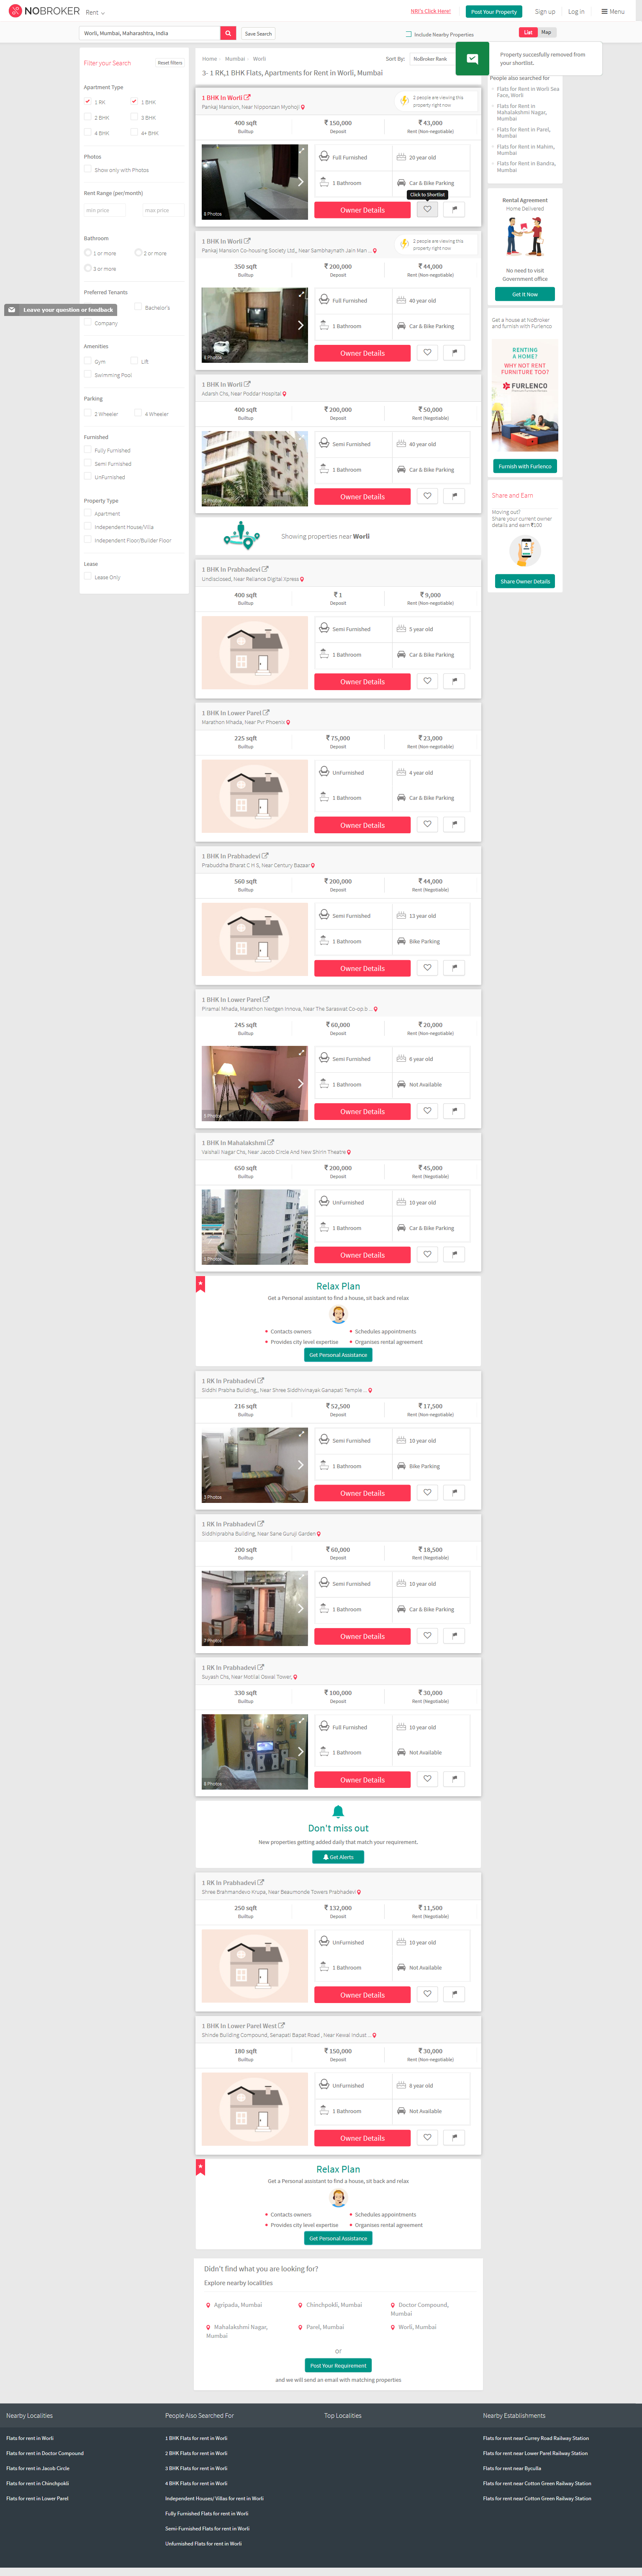 NOBROKER Rent
NRI's Click Here! Post Your Property Sign up Log in Menu
Worli, Mumbai, Maharashtra, India Save Search Include Nearby Properties List Map
Property succesfully removed from
your shortlist.
Filter your Search Reset filters
Apartment Type
1 RK 1 BHK
2 BHK 3 BHK
4 BHK 4+ BHK
Photos
Show only with Photos
Rent Range (per/month)
min price max price
Bathroom
1 or more 2 or more
3 or more
Preferred Tenants
Bachelor's
Leave your question or feedback
Company
Amenities
Gym Lift
Swimming Pool
Parking
2 Wheeler 4 Wheeler
Furnished
Fully Furnished
Semi Furnished
UnFurnished
Property Type
Apartment
Independent House/Villa
Independent Floor/Builder Floor
Lease
Lease Only
Home Mumbai Worli Sort By: NoBroker Rank
3- 1 RK,1 BHK Flats, Apartments for Rent in Worli, Mumbai
1 BHK In Worli
Pankaj Mansion, Near Nipponzan Myohoji
2 people are viewing this
property right now
400 sqft ₹ 150,000 ₹ 43,000
Builtup Deposit Rent (Non-negotiable)
Full Furnished 20 year old
1 Bathroom Car & Bike Parking
Click to Shortlist
8 Photos Owner Details
1 BHK In Worli
Pankaj Mansion Co-housing Society Ltd,, Near Sambhaynath Jain Man...
2 people are viewing this
property right now
350 sqft ₹ 200,000 ₹ 44,000
Builtup Deposit Rent (Non-negotiable)
Full Furnished 40 year old
1 Bathroom Car & Bike Parking
6 Photos Owner Details
1 BHK In Worli
Adarsh Chs, Near Poddar Hospital
400 sqft ₹ 200,000 ₹ 50,000
Builtup Deposit Rent (Negotiable)
Semi Furnished 40 year old
1 Bathroom Car & Bike Parking
Photos Owner Details
Showing properties near Worli
1 BHK In Prabhadevi
Undisclosed, Near Reliance Digital Xpress
400 sqft ₹ 1 ₹ 9,000
Builtup Deposit Rent (Non-negotiable)
Semi Furnished 5 year old
1 Bathroom Car & Bike Parking
Owner Details
1 BHK In Lower Parel
Marathon Mhada, Near Pvr Phoenix
225 sqft ₹ 75,000 ₹ 23,000
Builtup Deposit Rent (Non-negotiable)
UnFurnished 4 year old
1 Bathroom Car & Bike Parking
Owner Details
1 BHK In Prabhadevi
Prabuddha Bharat C H S, Near Century Bazaar
560 sqft ₹ 200,000 ₹ 44,000
Builtup Deposit Rent (Negotiable)
Semi Furnished 13 year old
1 Bathroom Bike Parking
Owner Details
1 BHK In Lower Parel
Piramal Mhada, Marathon Nextgen Innova, Near The Saraswat Co-op b...
245 sqft ₹ 60,000 ₹ 20,000
Builtup Deposit Rent (Non-negotiable)
Semi Furnished 8 year old
1 Bathroom Not Available
Photos Owner Details
1 BHK In Mahalakshmi
Vaishali Nagar Chs, Near Jacob Circle And New Shirin Theatre
650 sqft ₹ 200,000 ₹ 45,000
Builtup Deposit Rent (Negotiable)
UnFurnished 10 year old
1 Bathroom Car & Bike Parking
Photos Owner Details
Relax Plan
Get a Personal assistant to find a house, sit back and relax
Contacts owners Schedules appointments
Provides city level expertise Organises rental agreement
Get Personal Assistance
1 RK In Prabhadevi
Siddhi Prabha Building,, Near Shree Siddhivinayak Ganapati Temple ...
216 sqft ₹ 52,500 ₹ 17,500
Builtup Deposit Rent (Non-negotiable)
Semi Furnished 10 year old
1 Bathroom Bike Parking
3 Photos Owner Details
1 RK In Prabhadevi
Siddhiprabha Building, Near Sane Guruji Garden
200 sqft ₹ 60,000 ₹ 18,500
Builtup Deposit Rent (Negotiable)
Semi Furnished 10 year old
1 Bathroom Car & Bike Parking
Photos Owner Details
1 RK In Prabhadevi
Suyash Chs, Near Motilal Oswal Tower,
330 sqft ₹ 100,000 ₹ 30,000
Builtup Deposit Rent (Negotiable)
Full Furnished 10 year old
1 Bathroom Not Available
Photos Owner Details
Don't miss out
New properties getting added daily that match your requirement.
Get Alerts
1 RK In Prabhadevi
Shree Brahmandevo Krupa, Near Beaumonde Towers Prabhadevi
250 sqft ₹ 132,000 ₹ 11,500
Builtup Deposit Rent (Negotiable)
UnFurnished 10 year old
1 Bathroom Not Available
Owner Details
1 BHK In Lower Parel West
Shinde Building Compound, Senapati Bapat Road , Near Kewal Indust...
180 sqft ₹ 150,000 ₹ 30,000
Builtup Deposit Rent (Non-negotiable)
UnFurnished 8 year old
1 Bathroom Not Available
Owner Details
Relax Plan
Get a Personal assistant to find a house, sit back and relax
Contacts owners Schedules appointments
Provides city level expertise Organises rental agreement
Get Personal Assistance
Didn't find what you are looking for?
Explore nearby localities
Agripada, Mumbai Chinchpokli, Mumbai Doctor Compound,
Mumbai
Mahalakshmi Nagar, Parel, Mumbai Worli, Mumbai
Mumbai
or
Post Your Requirement
and we will send an email with matching properties
People also searched for
Flats for Rent in Worli Sea
Face, Worli
Flats for Rent in
Mahalakshmi Nagar,
Mumbai
Flats for Rent in Parel,
Mumbai
Flats for Rent in Mahim,
Mumbai
Flats for Rent in Bandra,
Mumbai
Rental Agreement
Home Delivered
No need to visit
Government office
Get It Now
Get a house at NoBroker
and furnish with Furlenco
RENTING
A HOME?
WHY NOT RENT
FURNITURE TOO?
FURLENCO
Furnish with Furlenco
Share and Earn
Moving out?
Share your current owner
details and earn ₹100
Share Owner Details
Nearby Localities
Flats for rent in Worli
Flats for rent in Doctor Compound
Flats for rent in Jacob Circle
Flats for rent in Chinchpokli
Flats for rent in Lower Parel
People Also Searched For
1 BHK Flats for rent in Worli
2 BHK Flats for rent in Worli
3 BHK Flats for rent in Worli
4 BHK Flats for rent in Worli
Independent Houses/ Villas for rent in Worli
Fully Furnished Flats for rent in Worli
Semi-Furnished Flats for rent in Worli
Unfurnished Flats for rent in Worli
Top Localities
Nearby Establishments
Flats for rent near Currey Road Railway Station
Flats for rent near Lower Parel Railway Station
Flats for rent near Byculla
Flats for rent near Cotton Green Railway Station
Flats for rent near Cotton Green Railway Station